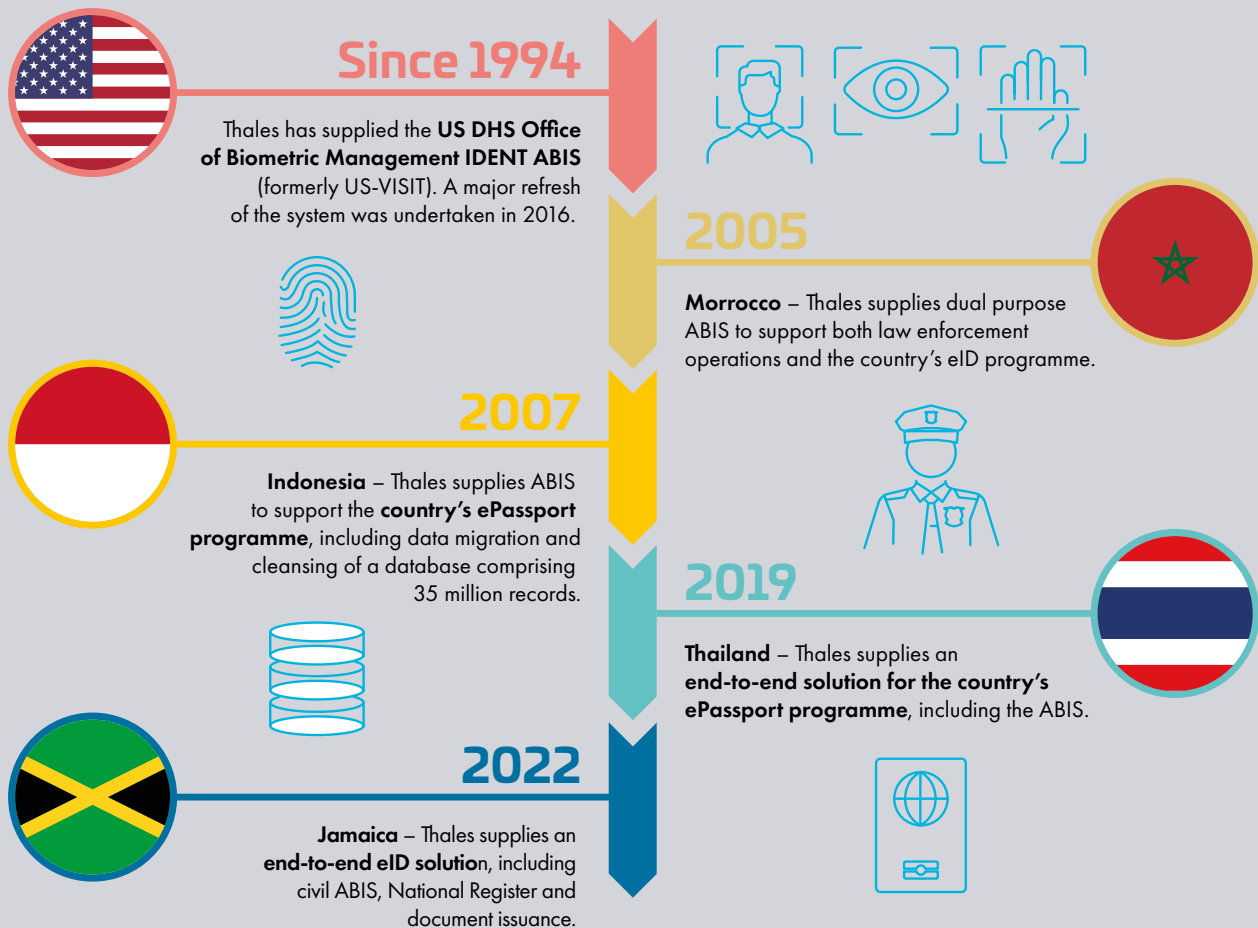 Since 1994
Thales has supplied the US DHS Office
of Biometric Management IDENT ABIS
(formerly US-VISIT). A major refresh
of the system was undertaken in 2016.
2005
Morrocco – Thales supplies dual purpose
ABIS to support both law enforcement
operations and the country’s eID programme.
2007
Indonesia – Thales supplies ABIS
to support the country’s ePassport
programme, including data migration and
cleansing of a database comprising
35 million records.
2019
Thailand – Thales supplies an
end-to-end solution for the country’s
ePassport programme, including the ABIS.
2022
Jamaica – Thales supplies an
end-to-end eID solution, including
civil ABIS, National Register and
document issuance.